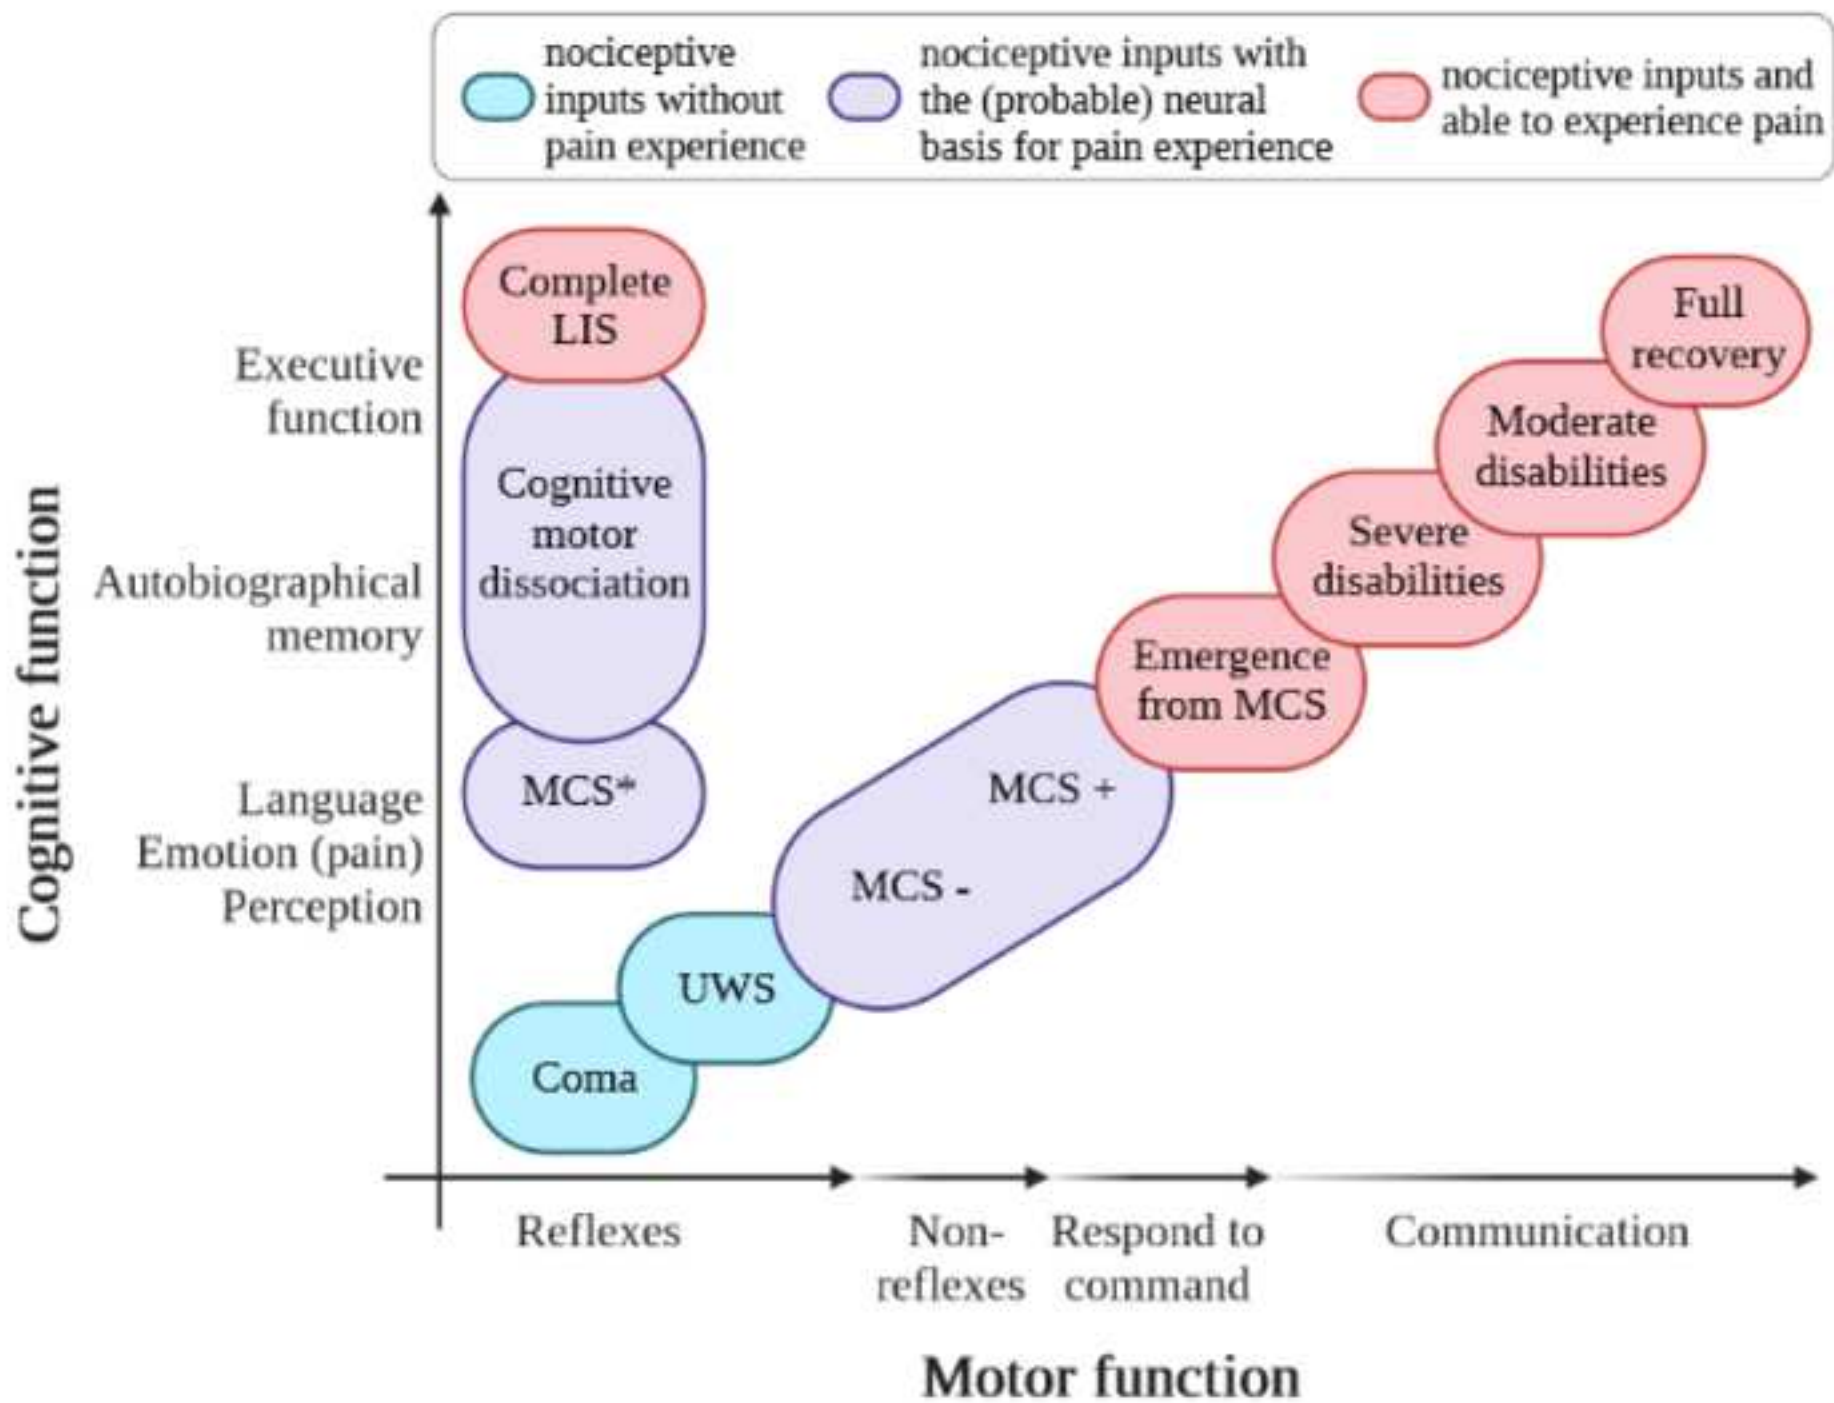 nociceptive
inputs without
pain experience
nociceptive inputs with
the (probable) neural
basis for pain experience
nociceptive inputs and
able to experience pain
Cognitive function
Executive
function
Autobiographical
memory
Language
Emotion (pain)
Perception
Complete
LIS
Cognitive
motor
dissociation
MCS*
Coma
UWS
MCS -
MCS +
Emergence
from MCS
Severe
disabilities
Moderate
disabilities
Full
recovery
Reflexes
Non-
reflexes
Respond to
command
Communication
Motor function